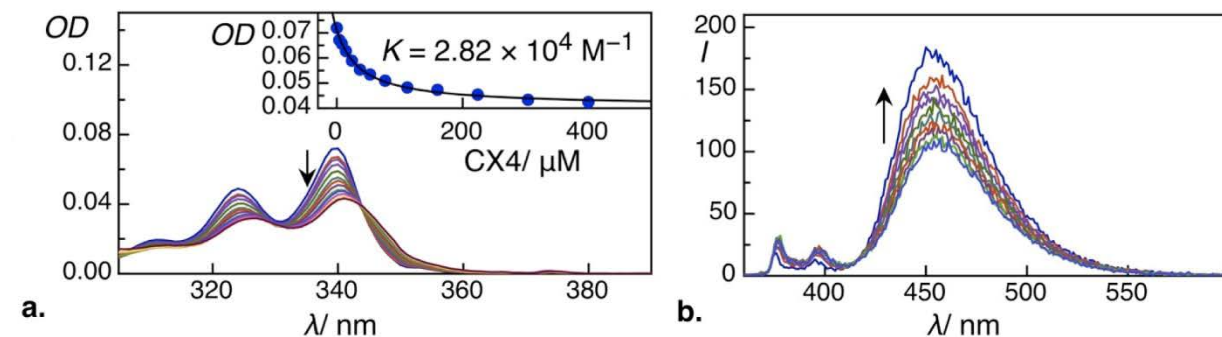 OD
0.12
0.08
0.04
0.00
320
340
360
380
λ/ nm
a.
OD
0.07
0.06
0.05
0.04
K = 2.82 × 10⁴ M⁻¹
0
200
400
CX4/ µM
I
200
150
100
50
0
400
450
500
550
λ/ nm
b.